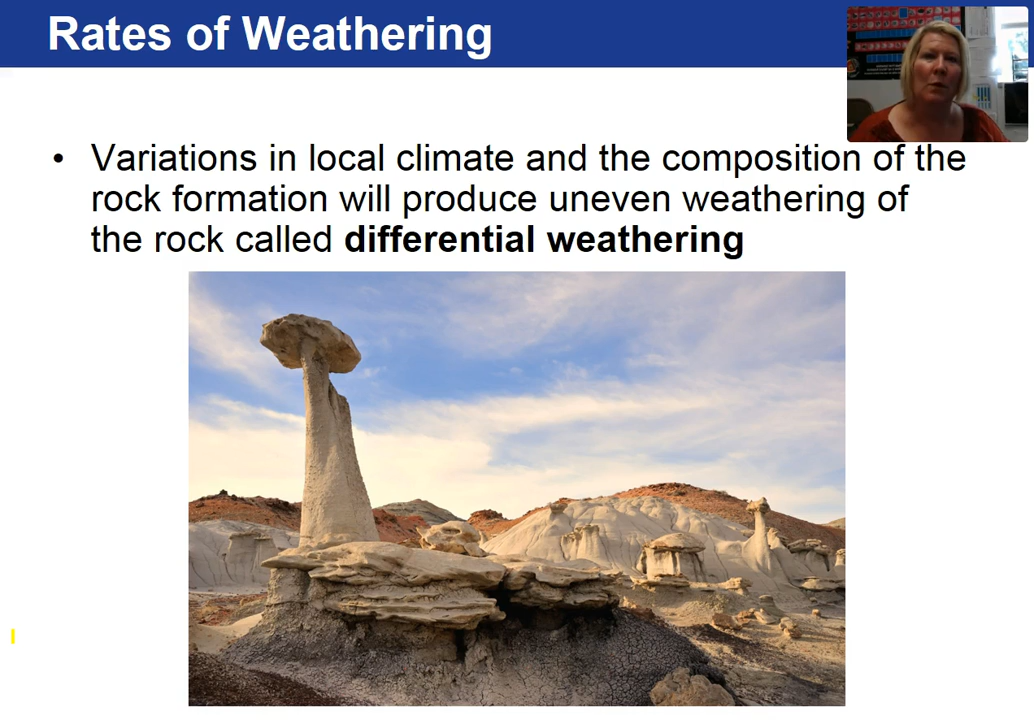 Rates of Weathering
• Variations in local climate and the composition of the
rock formation will produce uneven weathering of
the rock called differential weathering